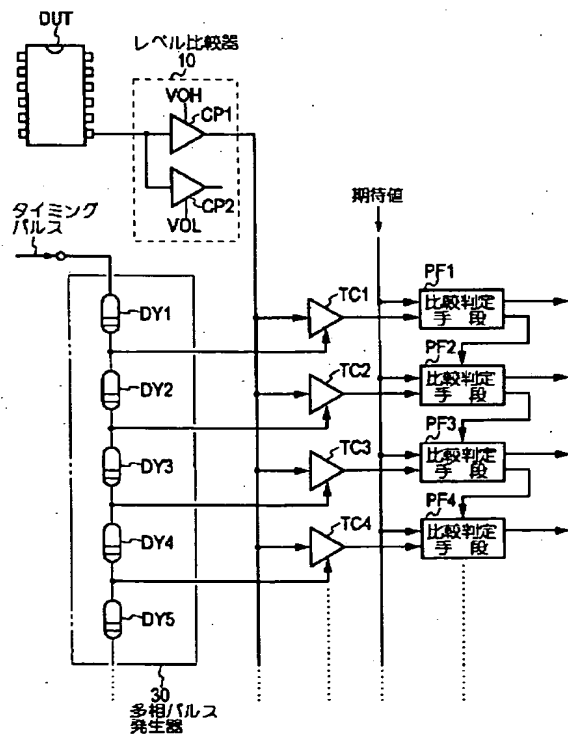 DUT
レベル比較器
10
VOH
CP1
CP2
VOL
タイミング
パルス
期待値
DY1
DY2
DY3
DY4
DY5
TC1
TC2
TC3
TC4
PF1
比較判定
手 段
PF2
比較判定
手 段
PF3
比較判定
手 段
PF4
比較判定
手 段
30
多相パルス
発生器